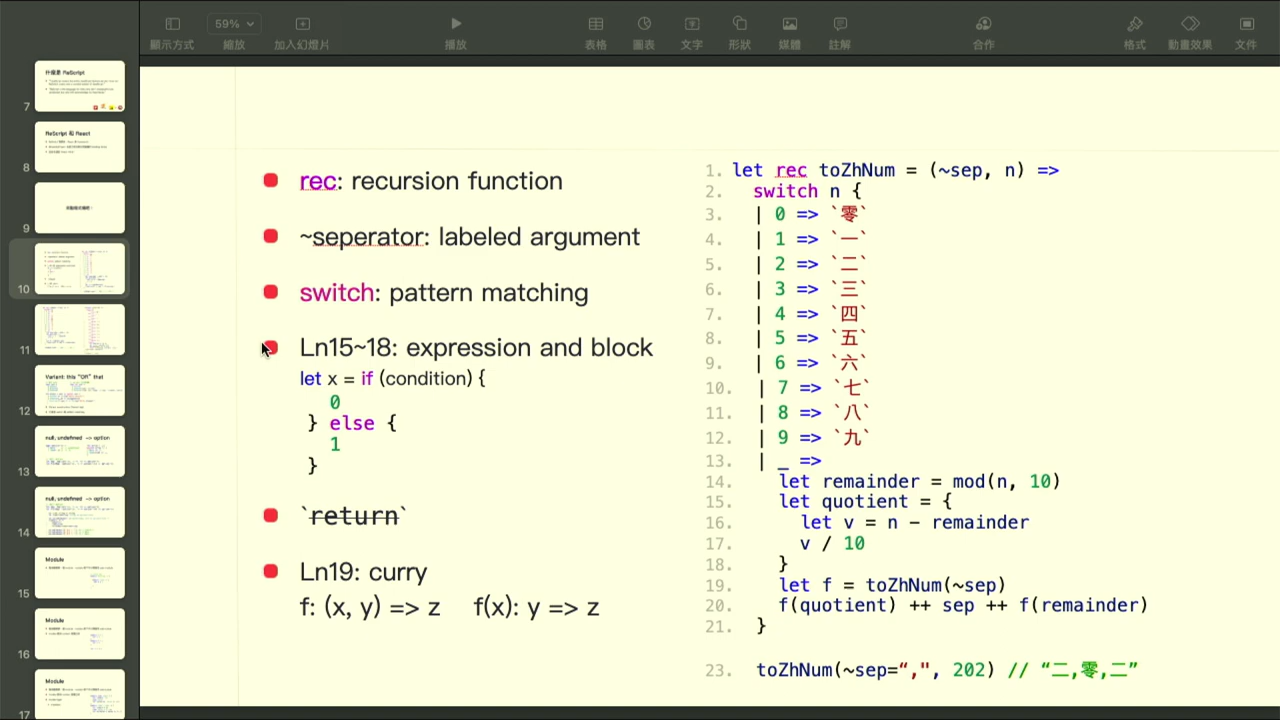 59%
顯示方式
縮放
加入幻燈片
播放
表格
圖表
文字
形狀
媒體
註解
合作
格式
動畫效果
文件
7
8
ReScript 和 React
9
10
12
Variant: this "OR" that
13
null, undefined -> option
14
null, undefined -> option
15
Module
16
Module
17
Module
rec: recursion function
~seperator: labeled argument
switch: pattern matching
Ln15~18: expression and block
let x = if (condition) {
0
} else {
1
}
`return`
Ln19: curry
f: (x, y) => z f(x): y => z
1. let rec toZhNum = (~sep, n) =>
2. switch n {
3. | 0 => `零`
4. | 1 => `一`
5. | 2 => `二`
6. | 3 => `三`
7. | 4 => `四`
8. | 5 => `五`
9. | 6 => `六`
10. | 7 => `七`
11. | 8 => `八`
12. | 9 => `九`
13. | _ =>
14. let remainder = mod(n, 10)
15. let quotient = {
16. let v = n - remainder
17. v / 10
18. }
19. let f = toZhNum(~sep)
20. f(quotient) ++ sep ++ f(remainder)
21. }
23. toZhNum(~sep=“,", 202) // “二,零,二”